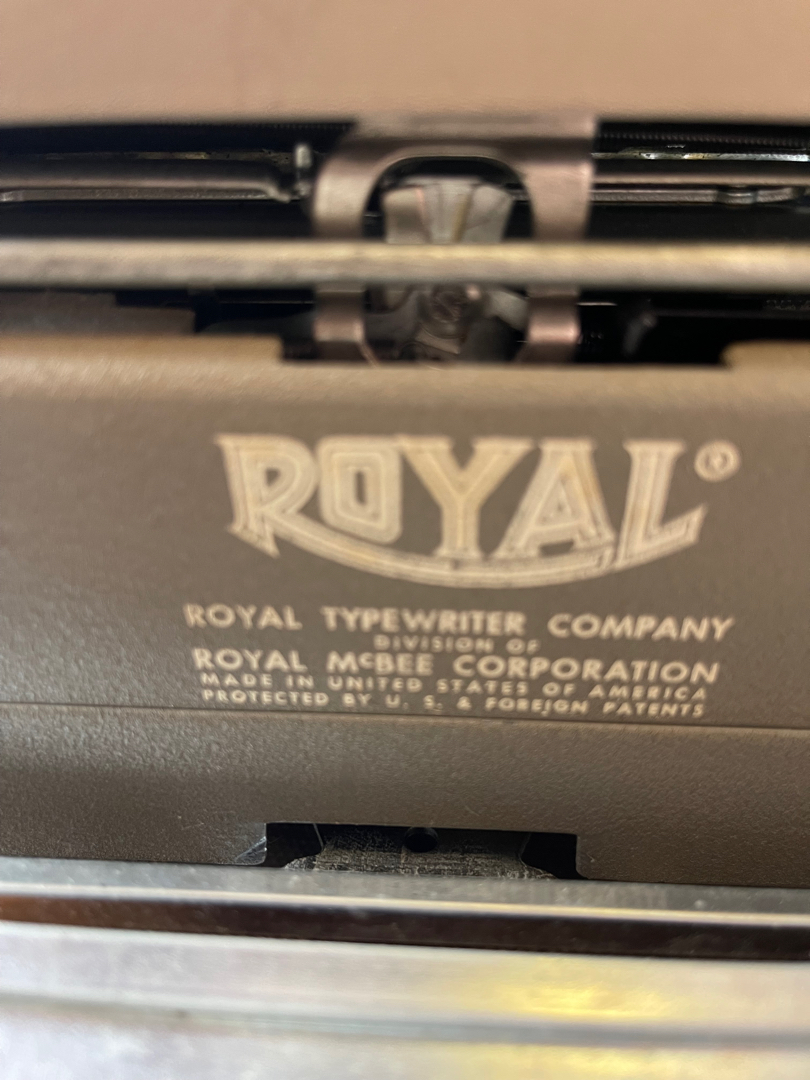 ROYAL®
ROYAL TYPEWRITER COMPANY
DIVISION OF
ROYAL McBEE CORPORATION
MADE IN UNITED STATES OF AMERICA
PROTECTED BY U. S. & FOREIGN PATENTS